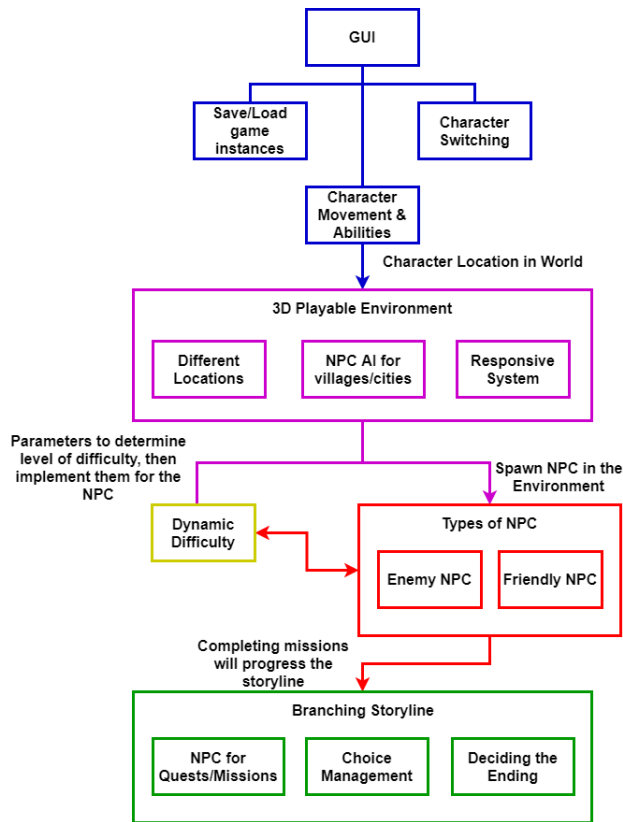 GUI
Save/Load
game
instances
Character
Switching
Character
Movement &
Abilities
Character Location in World
3D Playable Environment
Different
Locations
NPC AI for
villages/cities
Responsive
System
Parameters to determine
level of difficulty, then
implement them for the
NPC
Spawn NPC in the
Environment
Dynamic
Difficulty
Types of NPC
Enemy NPC
Friendly NPC
Completing missions
will progress the
storyline
Branching Storyline
NPC for
Quests/Missions
Choice
Management
Deciding the
Ending